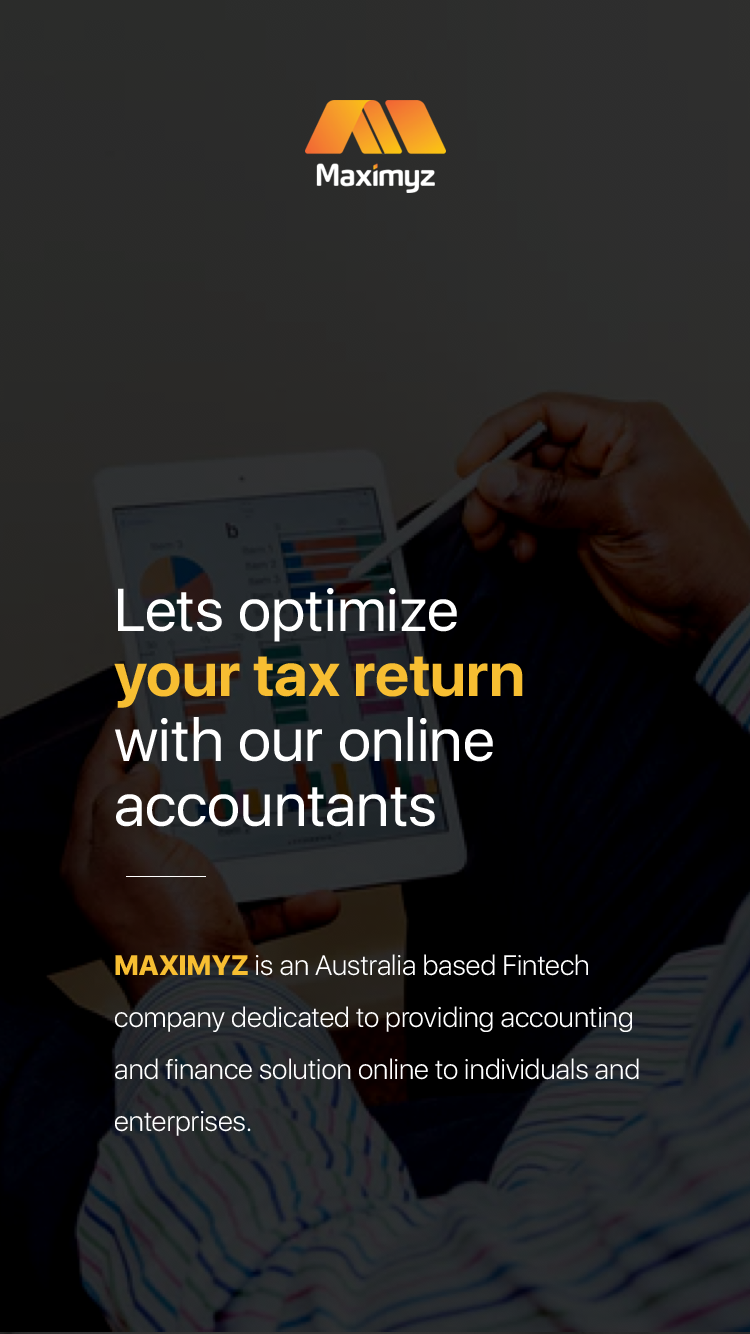 Maximyz
Lets optimize
your tax return
with our online
accountants
MAXIMYZ is an Australia based Fintech
company dedicated to providing accounting
and finance solution online to individuals and
enterprises.